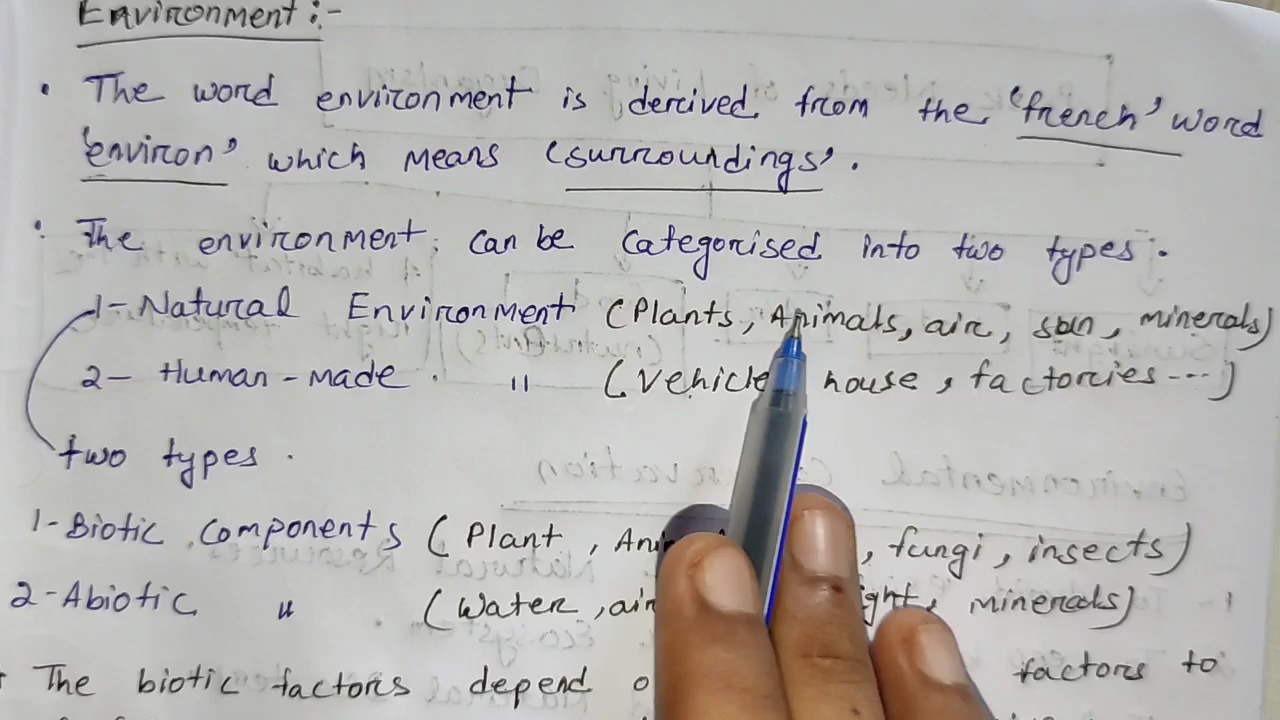 Environment :-
• The word environment is derived from the 'french' word
'environ' which means 'surroundings'.
• The environment can be categorised into two types.
1- Natural Environment (Plants, Animals, air, sun, minerals)
2- Human-made " (Vehicle house, factories ---)
two types.
1- Biotic components (Plant, , fungi, insects)
2- Abiotic " (Water, air minerals)
The biotic factors depend factors to